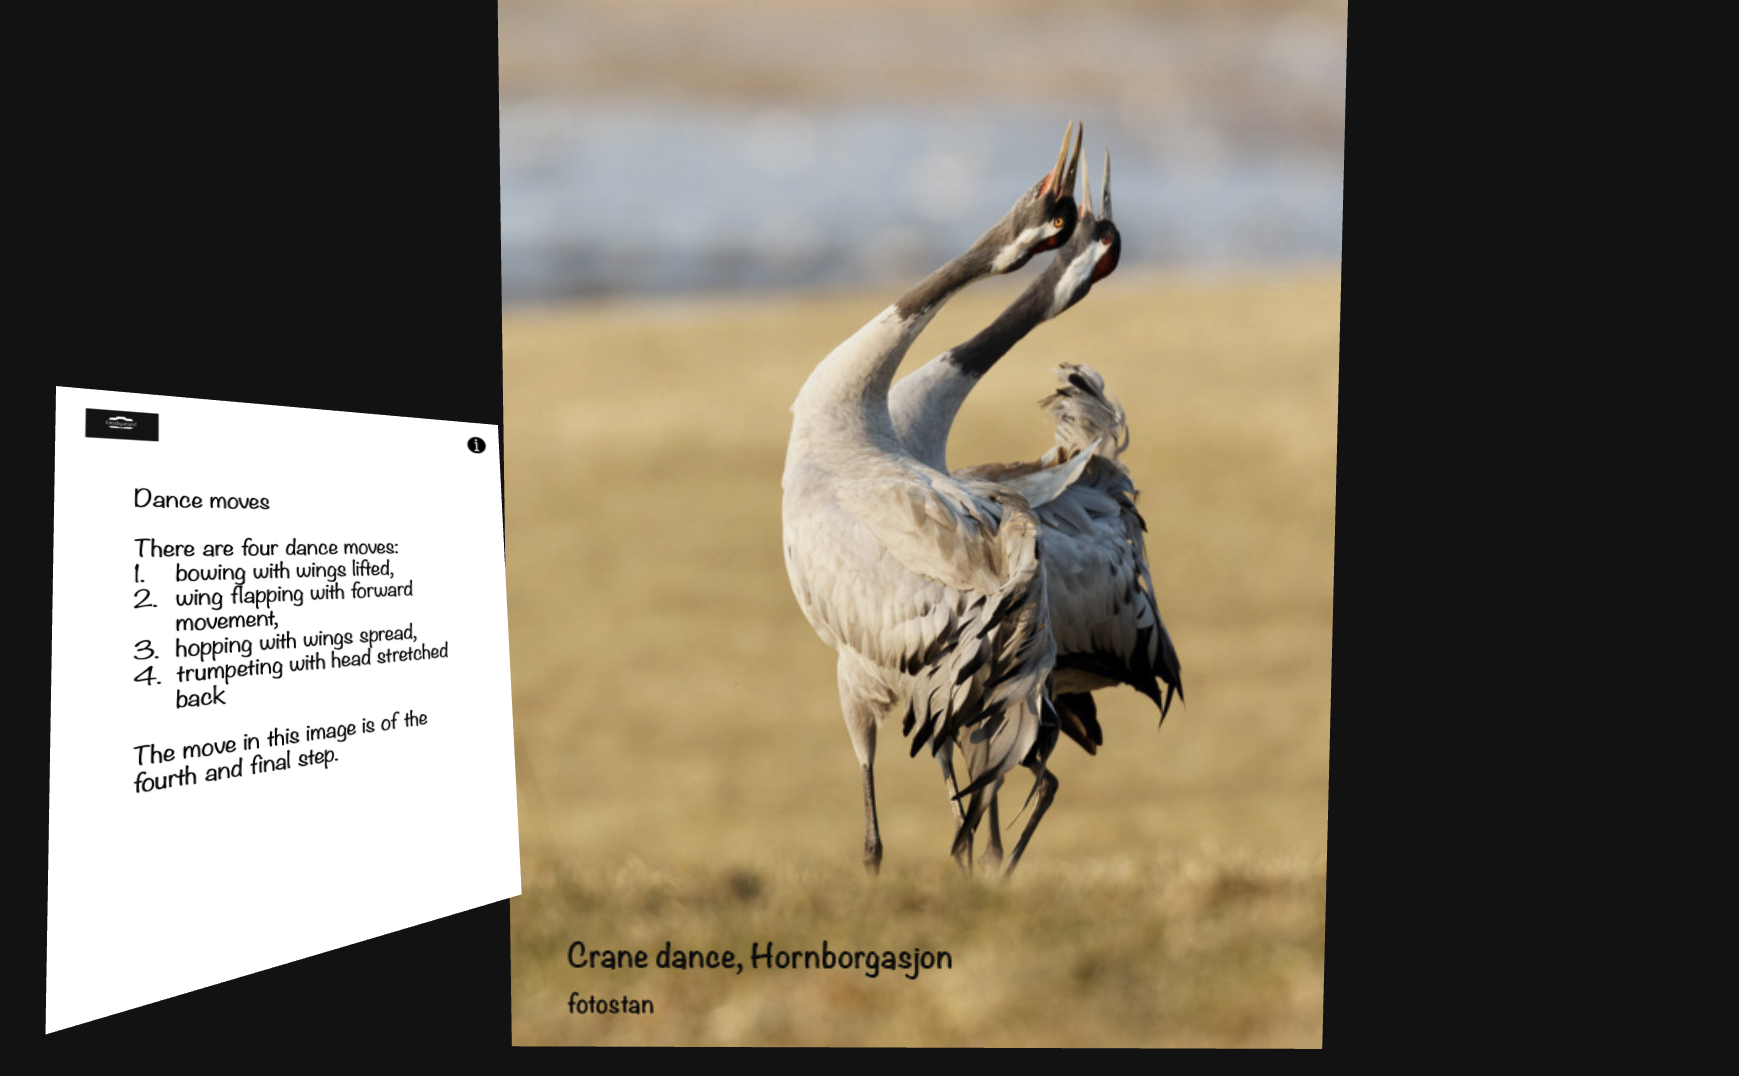 Dance moves
There are four dance moves:
1. bowing with wings lifted,
2. wing flapping with forward
movement,
3. hopping with wings spread,
4. trumpeting with head stretched
back
The move in this image is of the
fourth and final step.
Crane dance, Hornborgasjon
fotostan
i